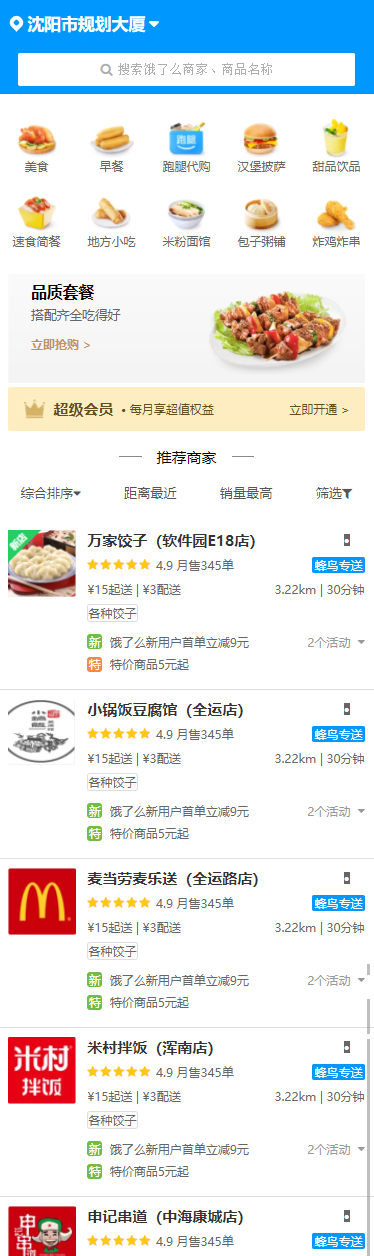 沈阳市规划大厦
搜索饿了么商家、商品名称
跑腿
美食 早餐 跑腿代购 汉堡披萨 甜品饮品
速食简餐 地方小吃 米粉面馆 包子粥铺 炸鸡炸串
品质套餐
搭配齐全吃得好
立即抢购 >
超级会员 • 每月享超值权益 立即开通 >
推荐商家
综合排序 距离最近 销量最高 筛选
新店
万家饺子（软件园E18店）
4.9 月售345单 蜂鸟专送
¥15起送 | ¥3配送 3.22km | 30分钟
各种饺子
新 饿了么新用户首单立减9元 2个活动
特 特价商品5元起
小锅饭豆腐馆（全运店）
4.9 月售345单 蜂鸟专送
¥15起送 | ¥3配送 3.22km | 30分钟
各种饺子
新 饿了么新用户首单立减9元 2个活动
特 特价商品5元起
麦当劳麦乐送（全运路店）
4.9 月售345单 蜂鸟专送
¥15起送 | ¥3配送 3.22km | 30分钟
各种饺子
新 饿了么新用户首单立减9元 2个活动
特 特价商品5元起
米村拌饭（浑南店）
米村
拌饭
4.9 月售345单 蜂鸟专送
¥15起送 | ¥3配送 3.22km | 30分钟
各种饺子
新 饿了么新用户首单立减9元 2个活动
特 特价商品5元起
申记串道（中海康城店）
4.9 月售345单 蜂鸟专送